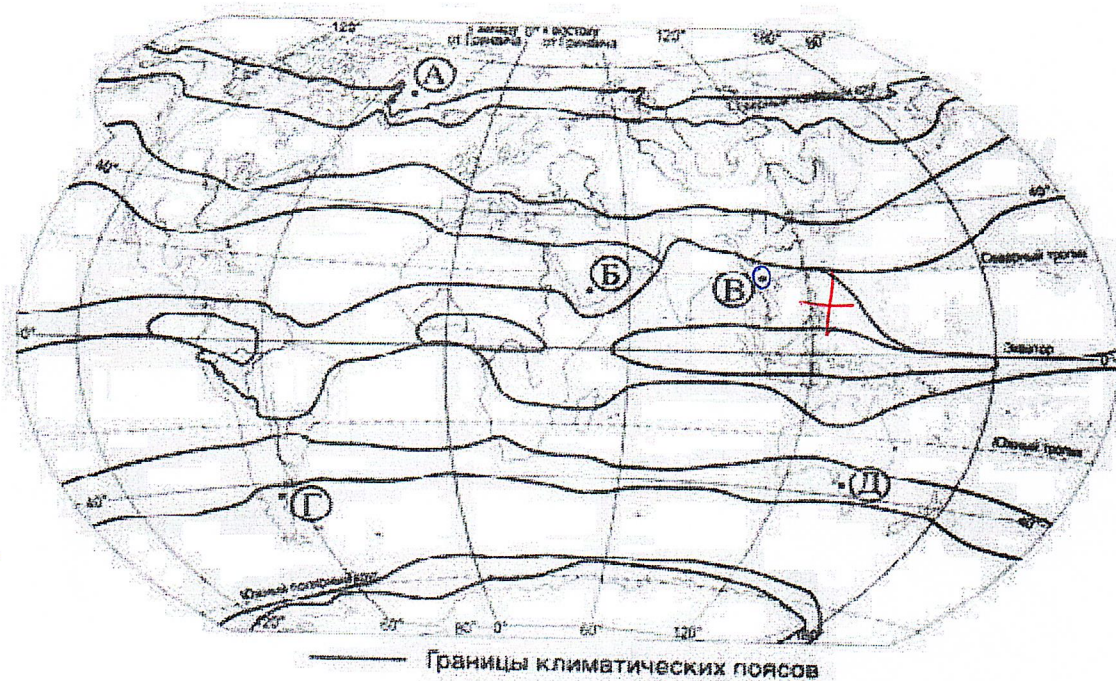 120° К западу 0° К востоку 120° 180° 60°
от Гринвича от Гринвича
А
Северный полярный круг
40° 40°
Северный тропик
Б
В
0° Экватор 0°
Южный тропик
40° Г Д 40°
Южный полярный круг
120° 60° 0° 60° 120° 180°
Границы климатических поясов